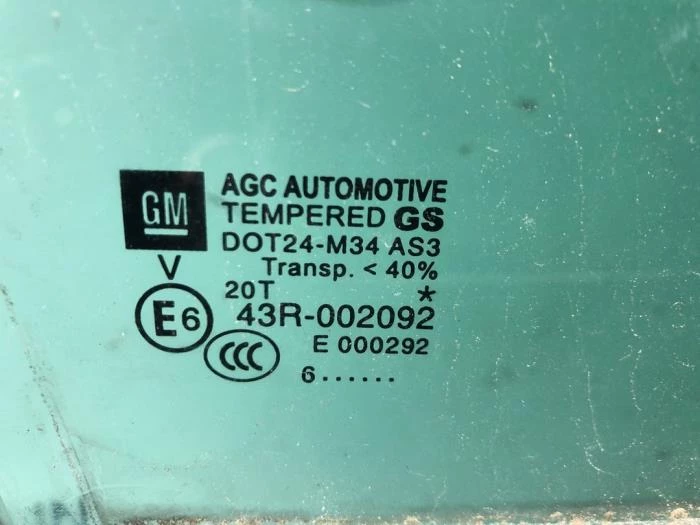 GM
AGC AUTOMOTIVE
TEMPERED GS
DOT24-M34 AS3
V
Transp. < 40%
20T *
E6 43R-002092
CCC E 000292
6......